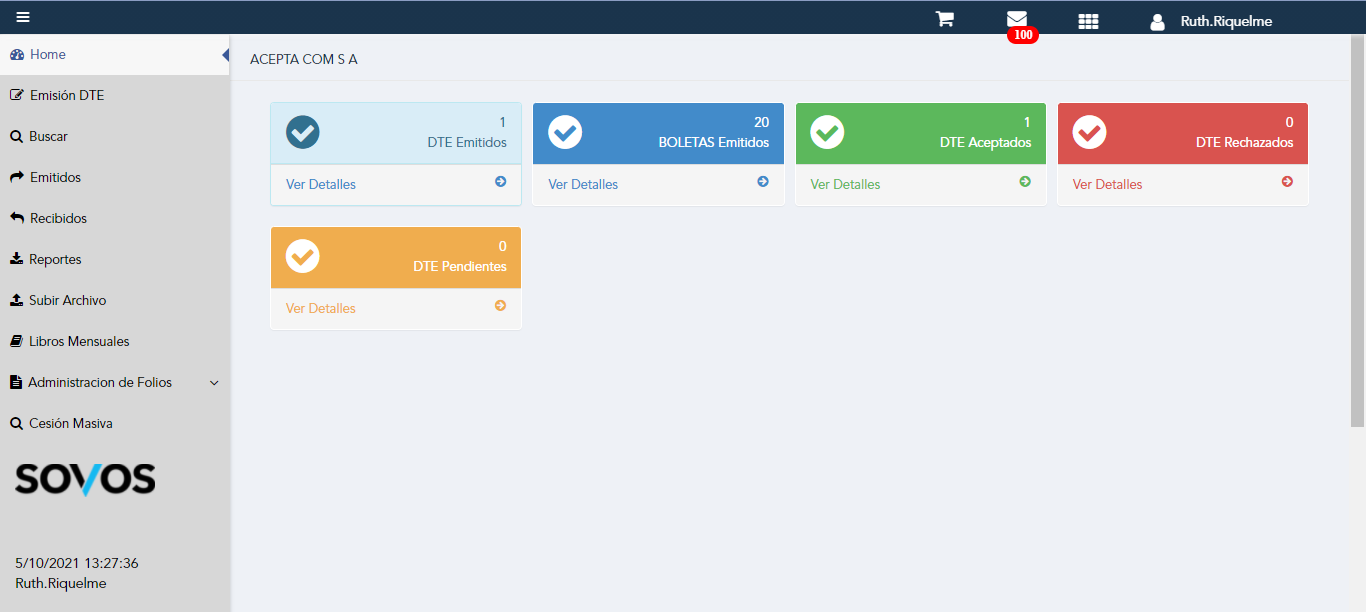 Ruth.Riquelme
100
Home
Emisión DTE
Buscar
Emitidos
Recibidos
Reportes
Subir Archivo
Libros Mensuales
Administracion de Folios
Cesión Masiva
SOVOS
5/10/2021 13:27:36
Ruth.Riquelme
ACEPTA COM S A
1
DTE Emitidos
Ver Detalles
20
BOLETAS Emitidos
Ver Detalles
1
DTE Aceptados
Ver Detalles
0
DTE Rechazados
Ver Detalles
0
DTE Pendientes
Ver Detalles